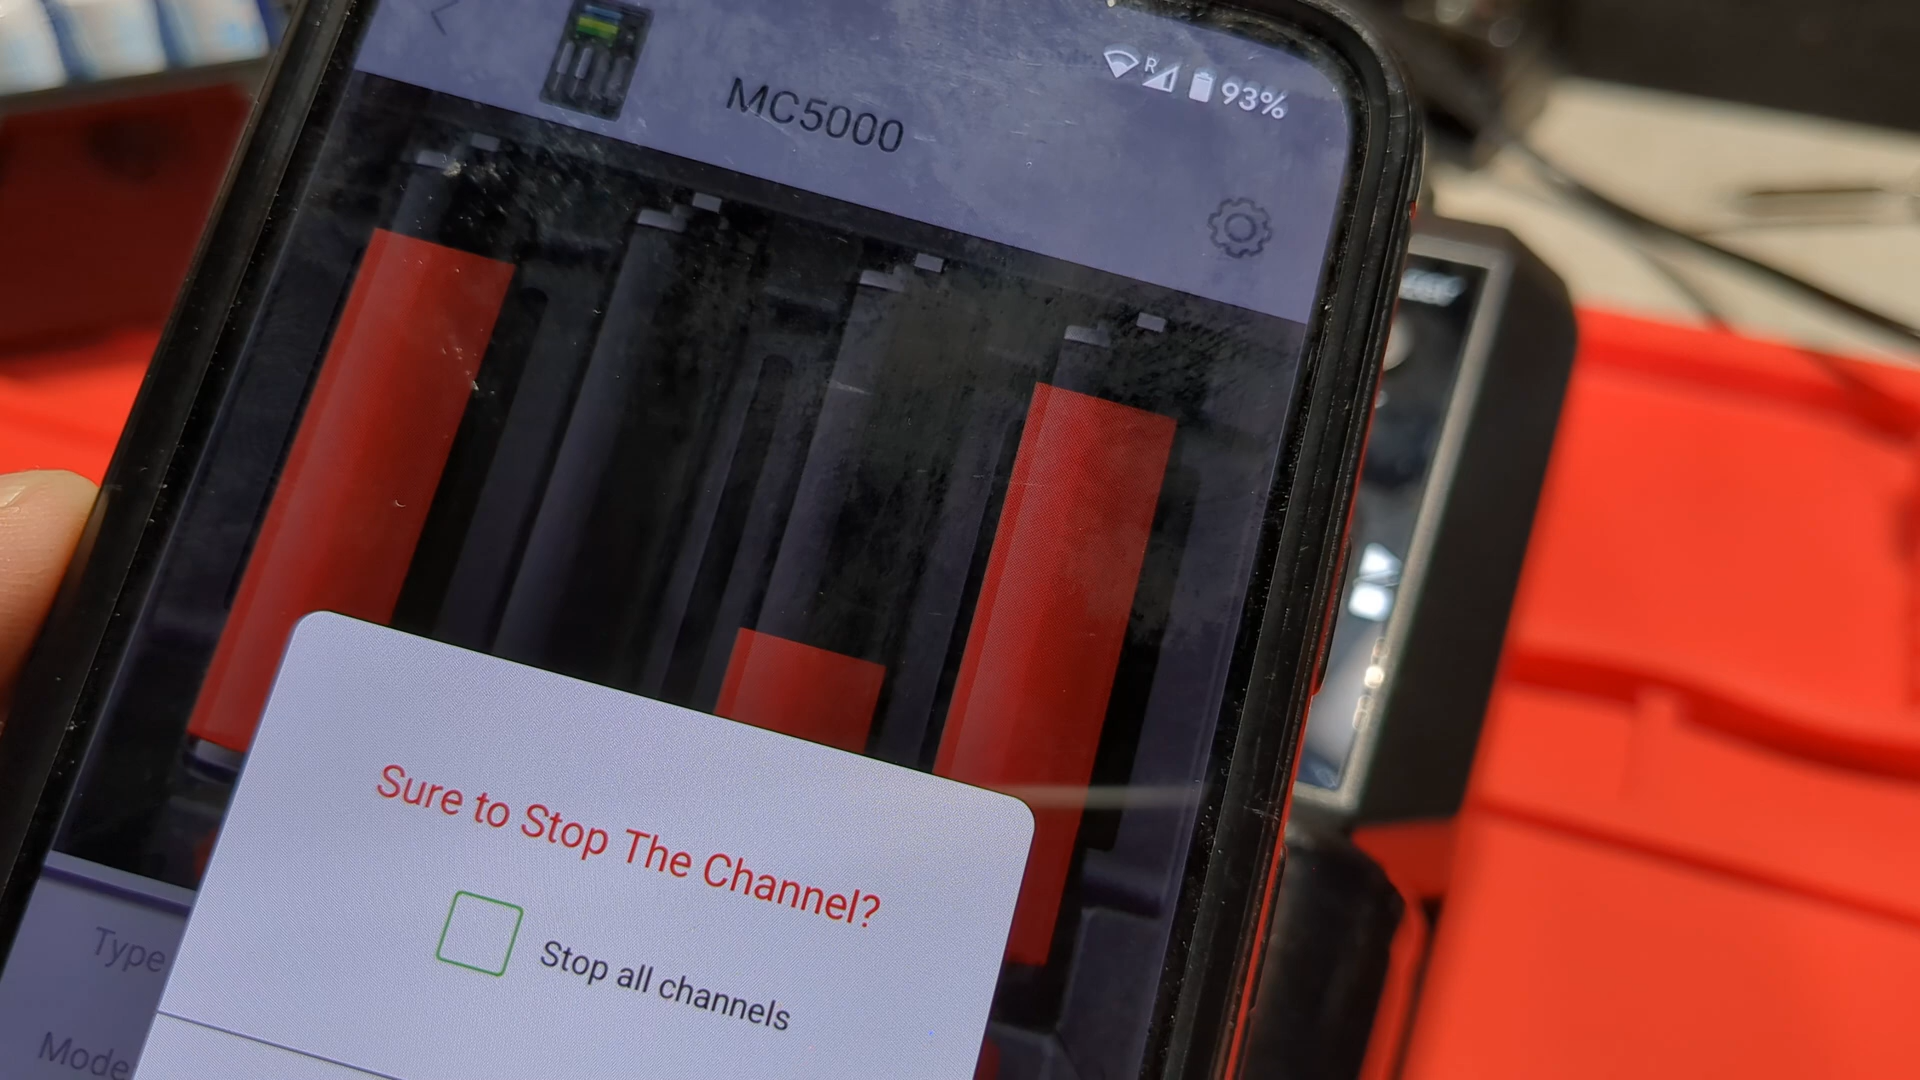 R
93%
MC5000
Sure to Stop The Channel?
Stop all channels
Type
Mode